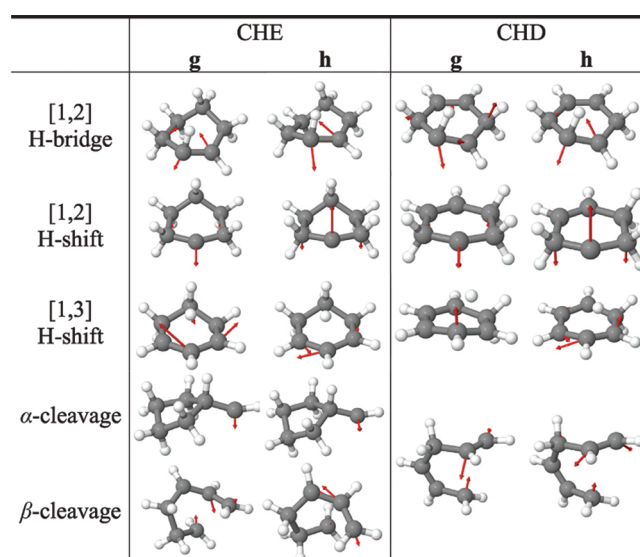 CHE CHD
g h g h
[1,2]
H-bridge
[1,2]
H-shift
[1,3]
H-shift
α-cleavage
β-cleavage